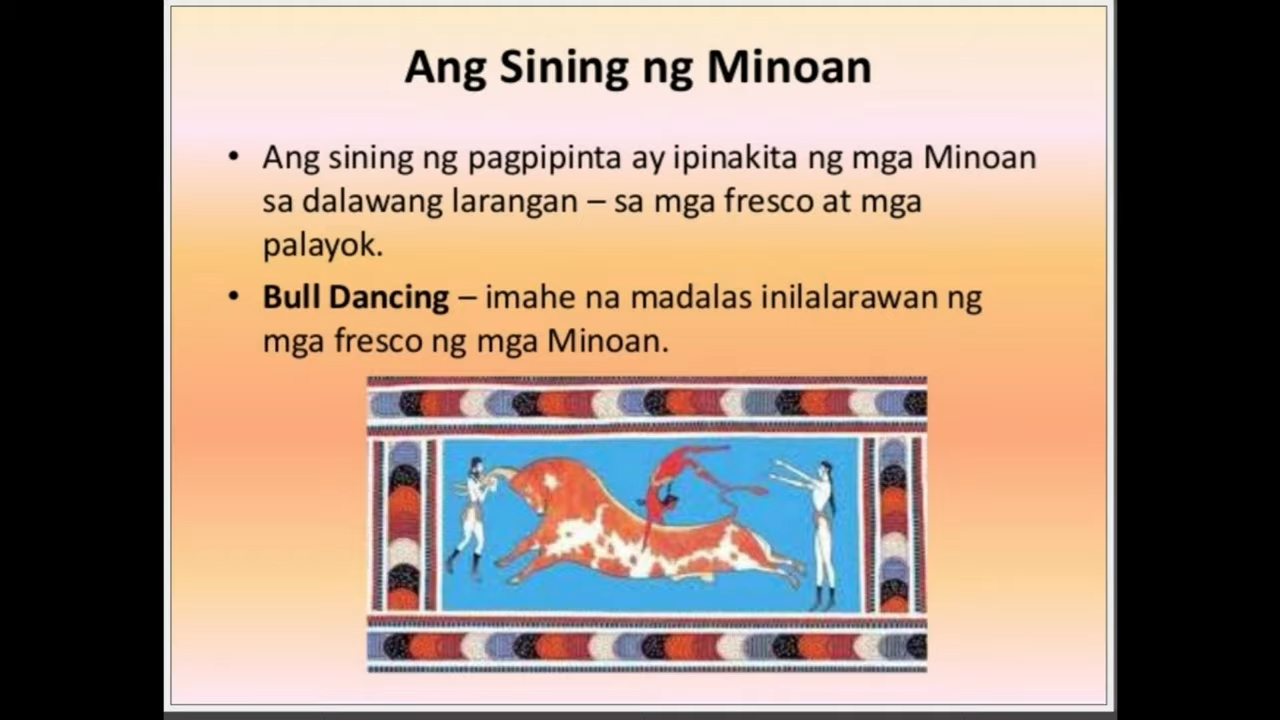 Ang Sining ng Minoan
• Ang sining ng pagpipinta ay ipinakita ng mga Minoan
sa dalawang larangan – sa mga fresco at mga
palayok.
• Bull Dancing – imahe na madalas inilalarawan ng
mga fresco ng mga Minoan.